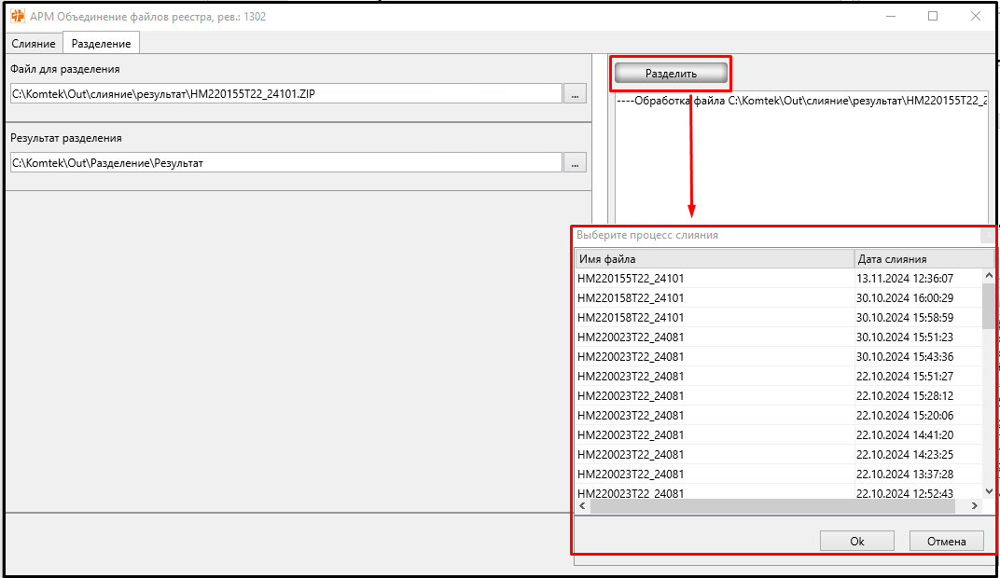 АРМ Объединение файлов реестра, рев.: 1302
Слияние Разделение
Файл для разделения
C:\Komtek\Out\слияние\результат\HM220155T22_24101.ZIP ...
Результат разделения
C:\Komtek\Out\Разделение\Результат ...
Разделить
----Обработка файла C:\Komtek\Out\слияние\результат\HM220155T22_2
Выберите процесс слияния
Имя файла Дата слияния
HM220155T22_24101 13.11.2024 12:36:07
HM220158T22_24101 30.10.2024 16:00:29
HM220158T22_24101 30.10.2024 15:58:59
HM220023T22_24081 30.10.2024 15:51:23
HM220023T22_24081 30.10.2024 15:43:36
HM220023T22_24081 22.10.2024 15:51:27
HM220023T22_24081 22.10.2024 15:28:12
HM220023T22_24081 22.10.2024 15:20:06
HM220023T22_24081 22.10.2024 14:41:20
HM220023T22_24081 22.10.2024 14:23:25
HM220023T22_24081 22.10.2024 13:37:28
HM220023T22_24081 22.10.2024 12:52:43
Ok Отмена